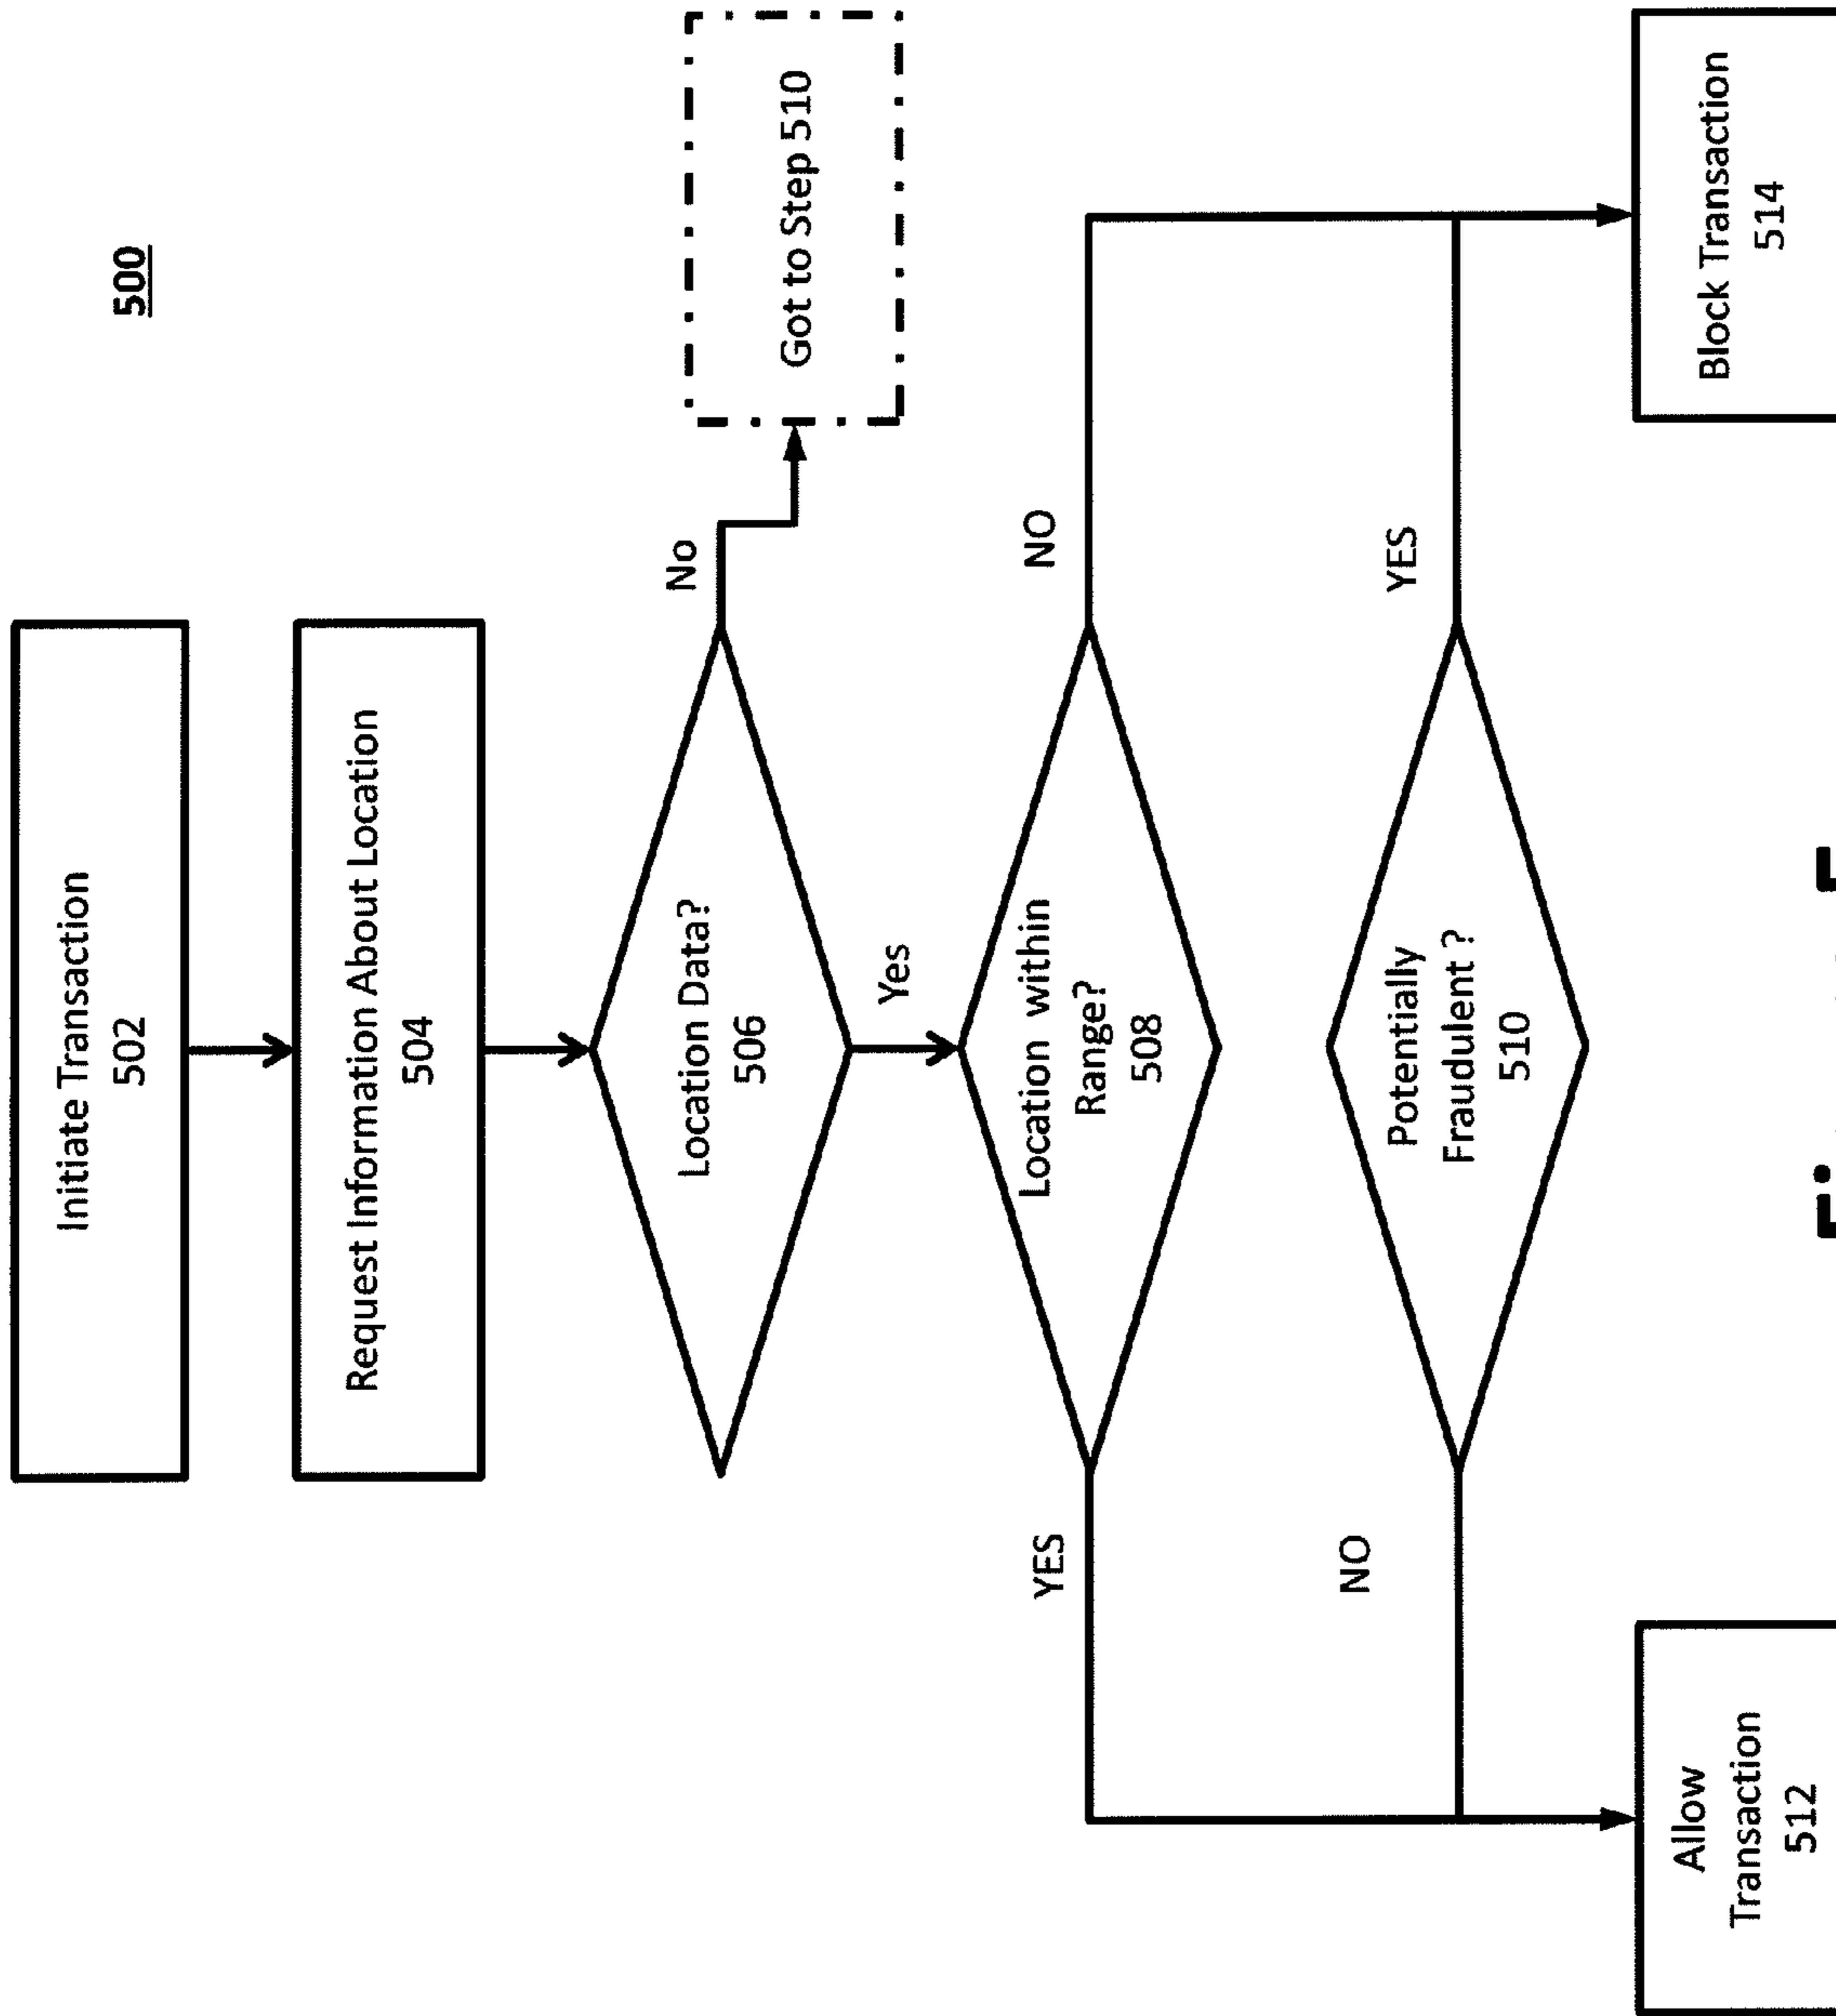 500
Initiate Transaction
502
Request Information About Location
504
Location Data?
506
No
Got to Step 510
Yes
Location within
Range?
508
YES
NO
Potentially
Fraudulent ?
510
NO
YES
Allow
Transaction
512
Block Transaction
514